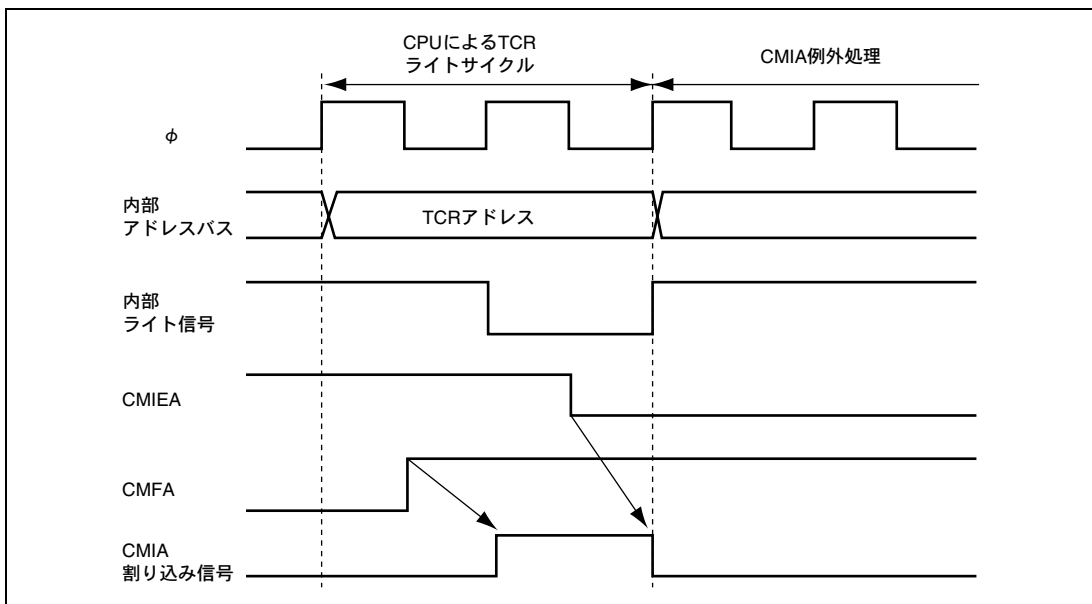 CPUによるTCR
ライトサイクル
CMIA例外処理
φ
内部
アドレスバス
TCRアドレス
内部
ライト信号
CMIEA
CMFA
CMIA
割り込み信号